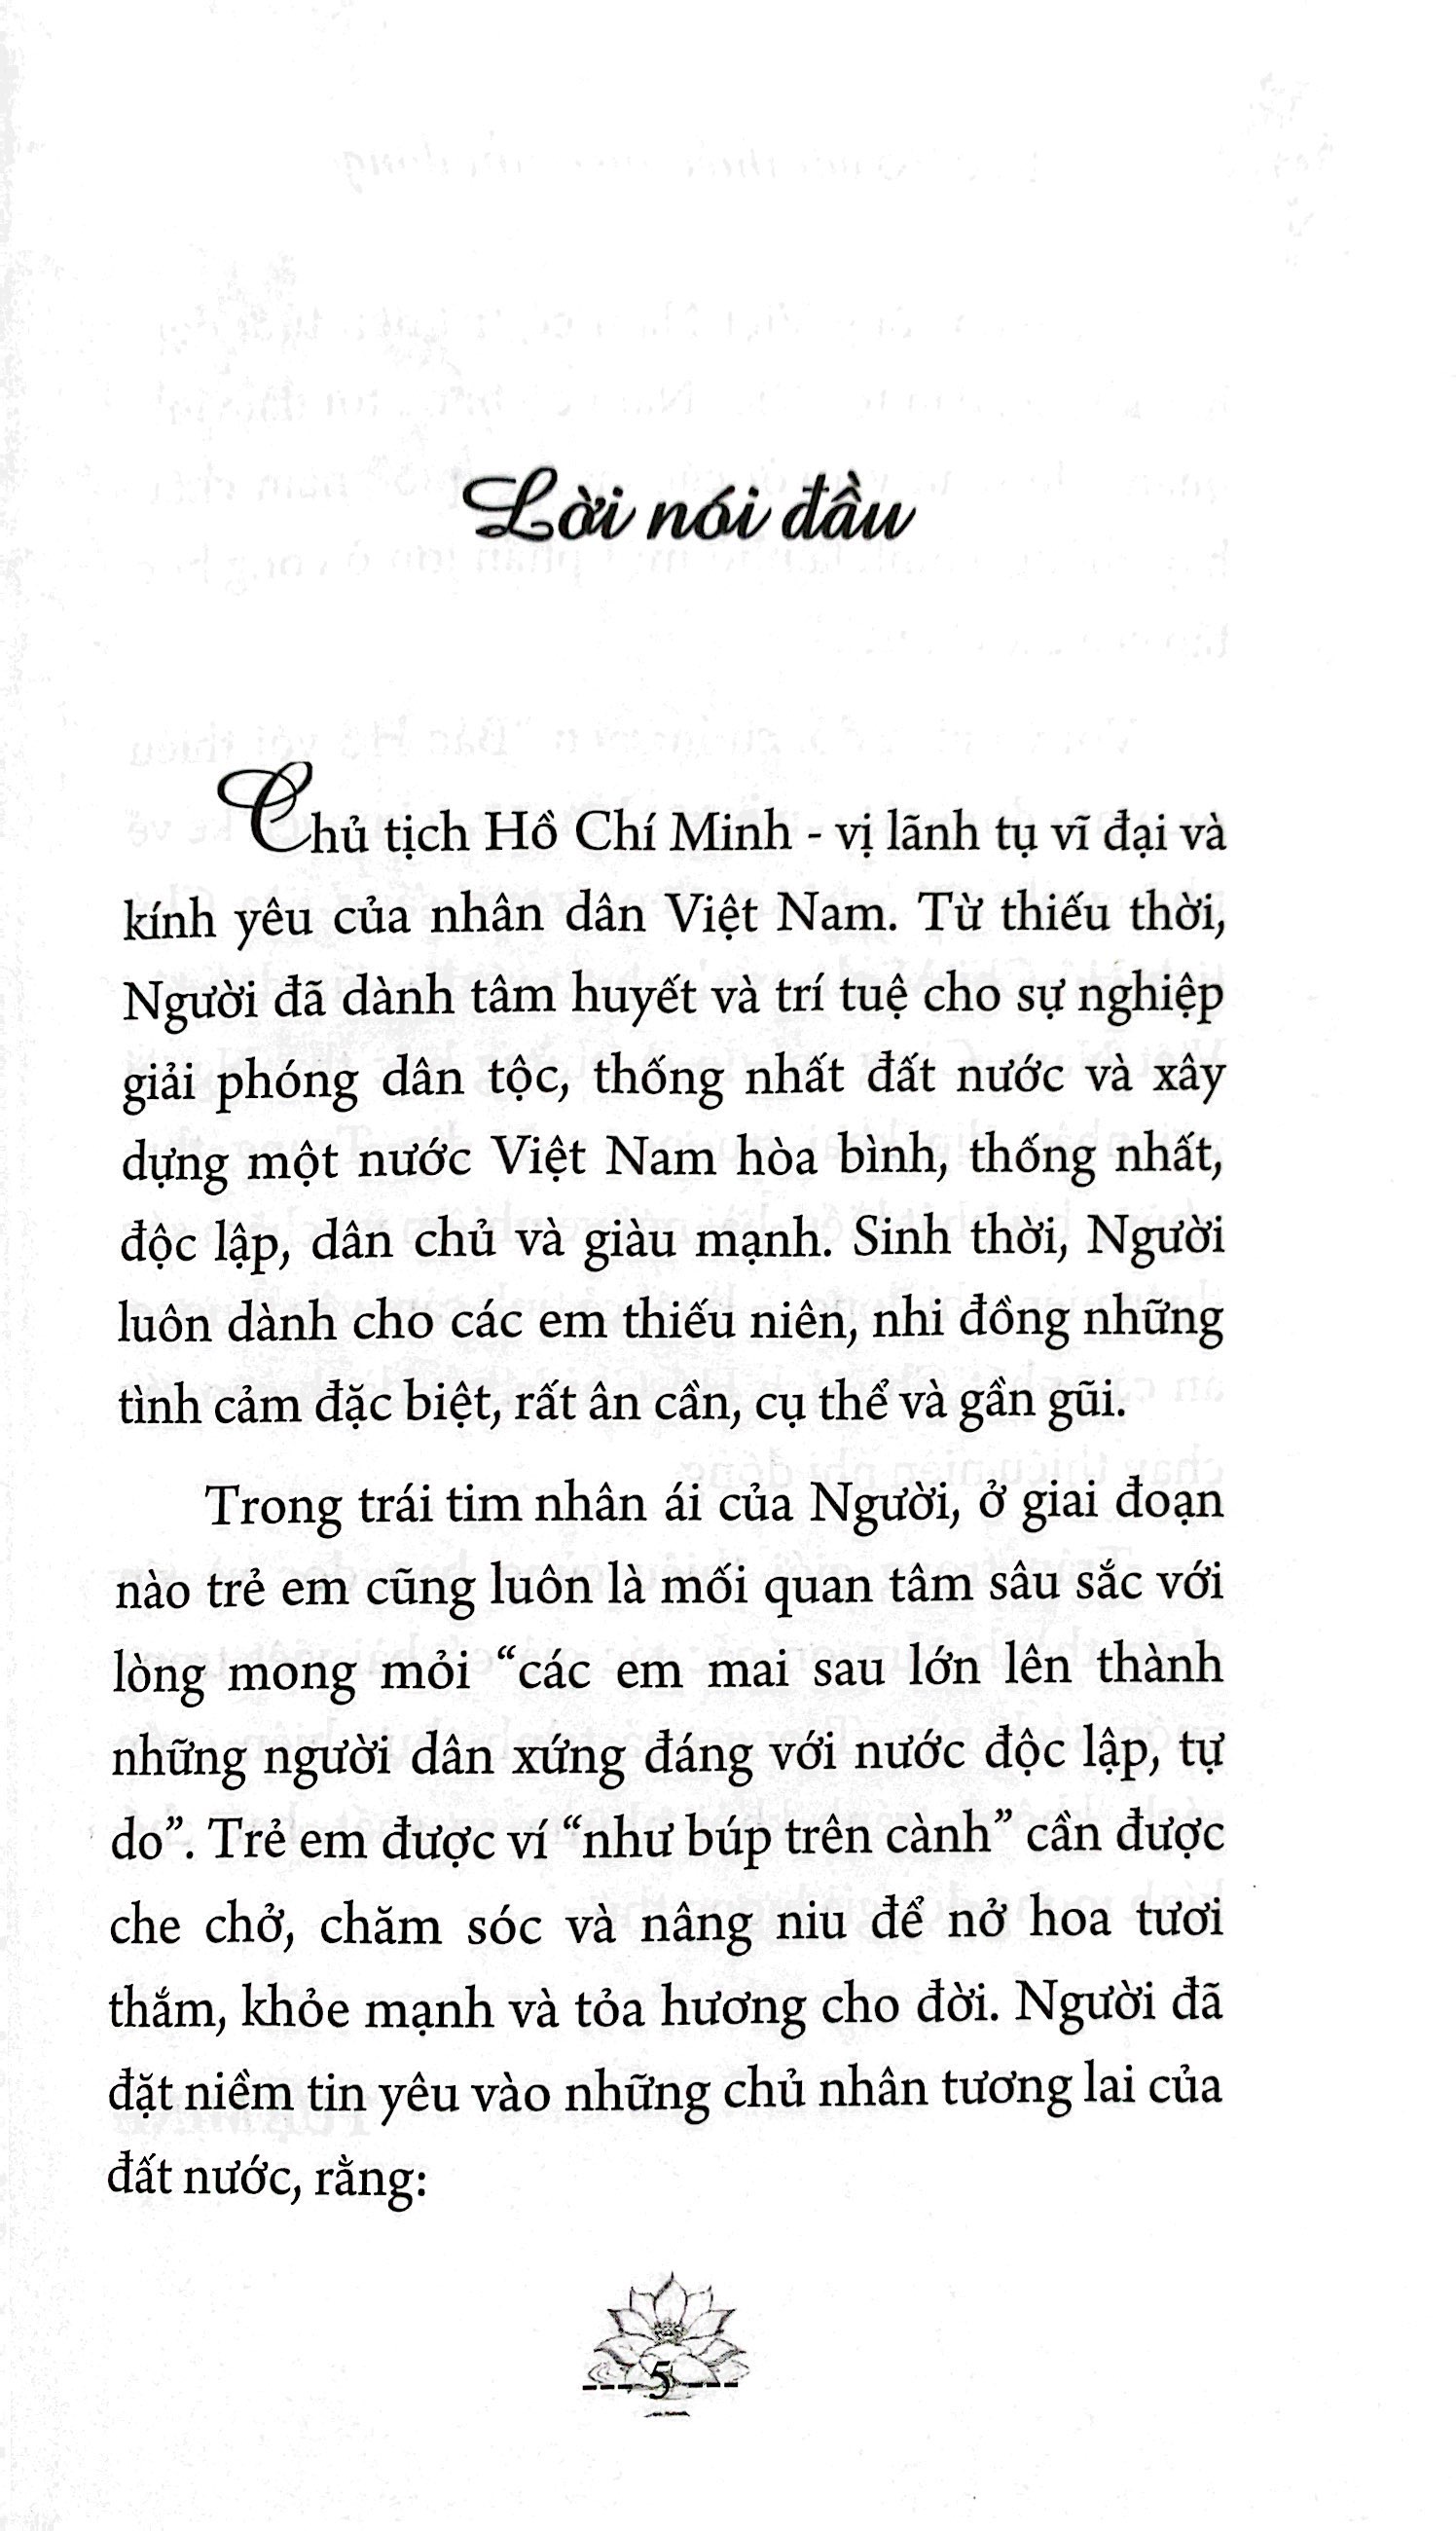 Lời nói đầu
Chủ tịch Hồ Chí Minh - vị lãnh tụ vĩ đại và
kính yêu của nhân dân Việt Nam. Từ thiếu thời,
Người đã dành tâm huyết và trí tuệ cho sự nghiệp
giải phóng dân tộc, thống nhất đất nước và xây
dựng một nước Việt Nam hòa bình, thống nhất,
độc lập, dân chủ và giàu mạnh. Sinh thời, Người
luôn dành cho các em thiếu niên, nhi đồng những
tình cảm đặc biệt, rất ân cần, cụ thể và gần gũi.
Trong trái tim nhân ái của Người, ở giai đoạn
nào trẻ em cũng luôn là mối quan tâm sâu sắc với
lòng mong mỏi “các em mai sau lớn lên thành
những người dân xứng đáng với nước độc lập, tự
do”. Trẻ em được ví “như búp trên cành” cần được
che chở, chăm sóc và nâng niu để nở hoa tươi
thắm, khỏe mạnh và tỏa hương cho đời. Người đã
đặt niềm tin yêu vào những chủ nhân tương lai của
đất nước, rằng:
5